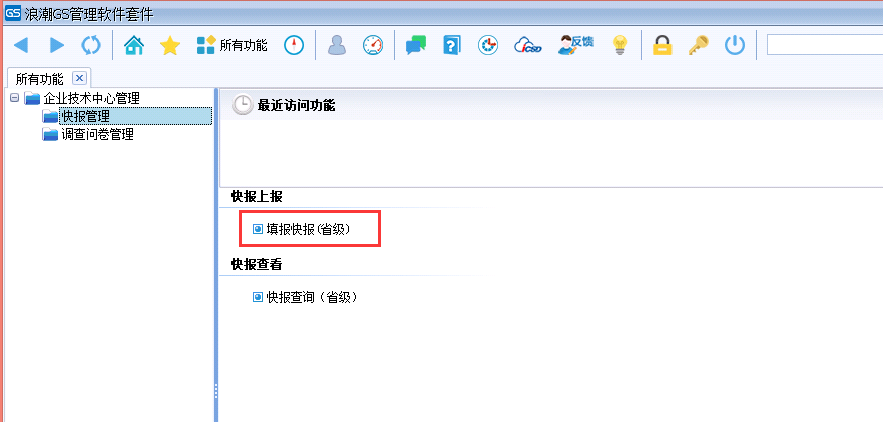 GS 浪潮GS管理软件套件
所有功能 iCSD 反馈
所有功能
企业技术中心管理
快报管理
调查问卷管理
最近访问功能
快报上报
填报快报(省级)
快报查看
快报查询（省级）